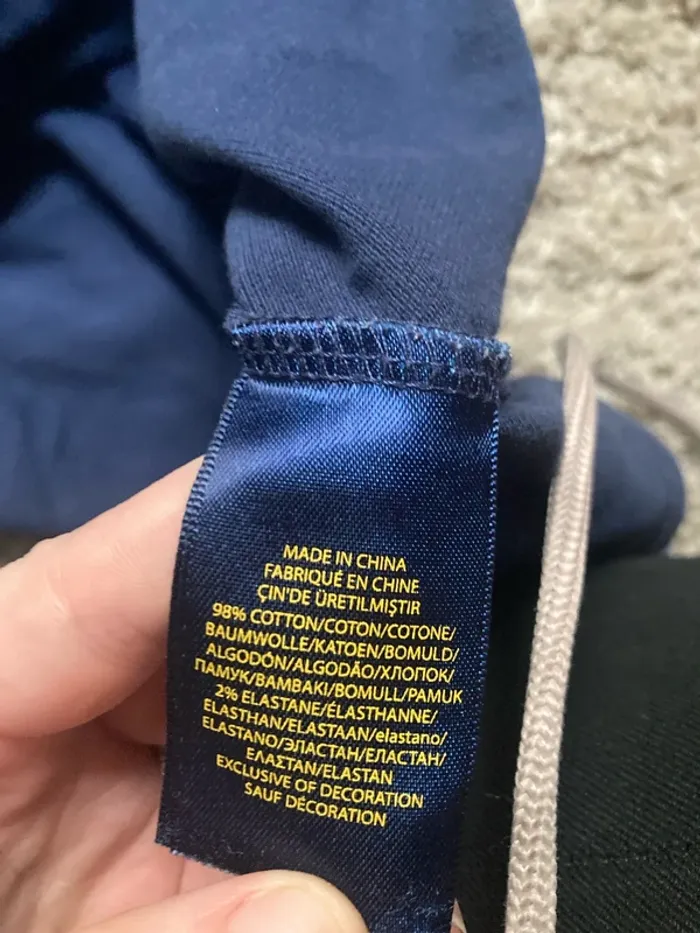 MADE IN CHINA
FABRIQUÉ EN CHINE
ÇIN'DE ÜRETILMIŞTIR
98% COTTON/COTON/COTONE/
BAUMWOLLE/KATOEN/BOMULD/
ALGODÓN/ALGODÃO/ХЛОПОК/
ПАМУК/BAMBAKI/BOMULL/PAMUK
2% ELASTANE/ÉLASTHANNE/
ELASTHAN/ELASTAAN/elastano/
ELASTANO/ЭЛАСТАН/ЕЛАСТАН/
ΕΛΑΣΤΑΝ/ELASTAN
EXCLUSIVE OF DECORATION
SAUF DÉCORATION